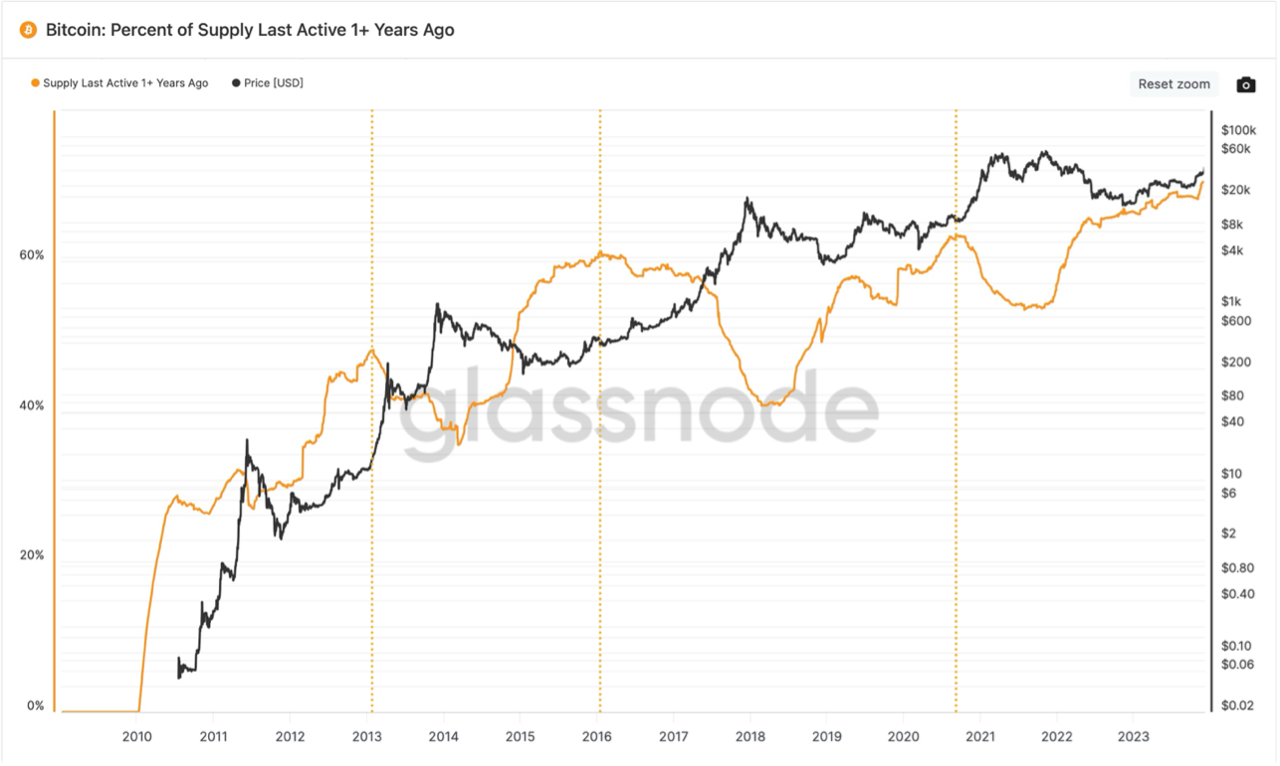 Bitcoin: Percent of Supply Last Active 1+ Years Ago
Supply Last Active 1+ Years Ago
Price [USD]
Reset zoom
60%
40%
20%
0%
$100k
$60k
$20k
$8k
$4k
$1k
$600
$200
$80
$40
$10
$6
$2
$0.80
$0.40
$0.10
$0.06
$0.02
glassnode
2010 2011 2012 2013 2014 2015 2016 2017 2018 2019 2020 2021 2022 2023